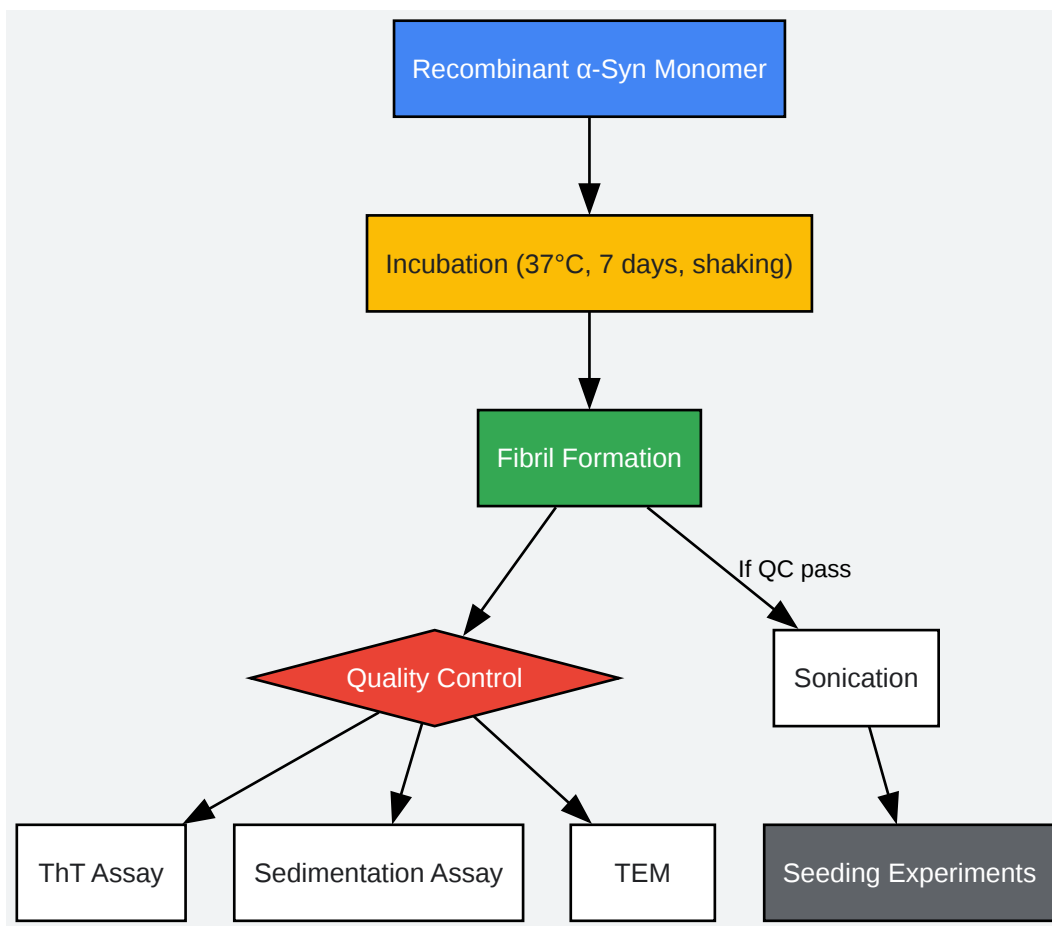 Recombinant α-Syn Monomer
Incubation (37°C, 7 days, shaking)
Fibril Formation
If QC pass
Quality Control
Sonication
ThT Assay
Sedimentation Assay
TEM
Seeding Experiments